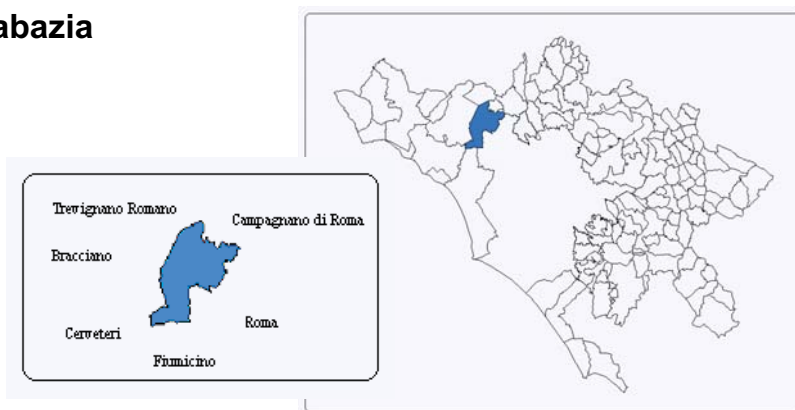 abazia
Trevignano Romano
Campagnano di Roma
Bracciano
Roma
Cerveteri
Fiumicino